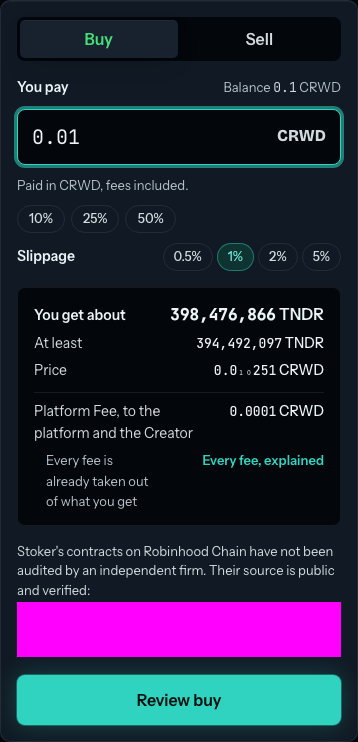 Buy
Sell
You pay
Balance 0.1 CRWD
0.01
CRWD
Paid in CRWD, fees included.
10%
25%
50%
Slippage
0.5%
1%
2%
5%
You get about
398,476,866 TNDR
At least
394,492,097 TNDR
Price
0.0₁₀251 CRWD
Platform Fee, to the
platform and the Creator
0.0001 CRWD
Every fee is
already taken out
of what you get
Every fee, explained
Stoker's contracts on Robinhood Chain have not been
audited by an independent firm. Their source is public
and verified:
Review buy